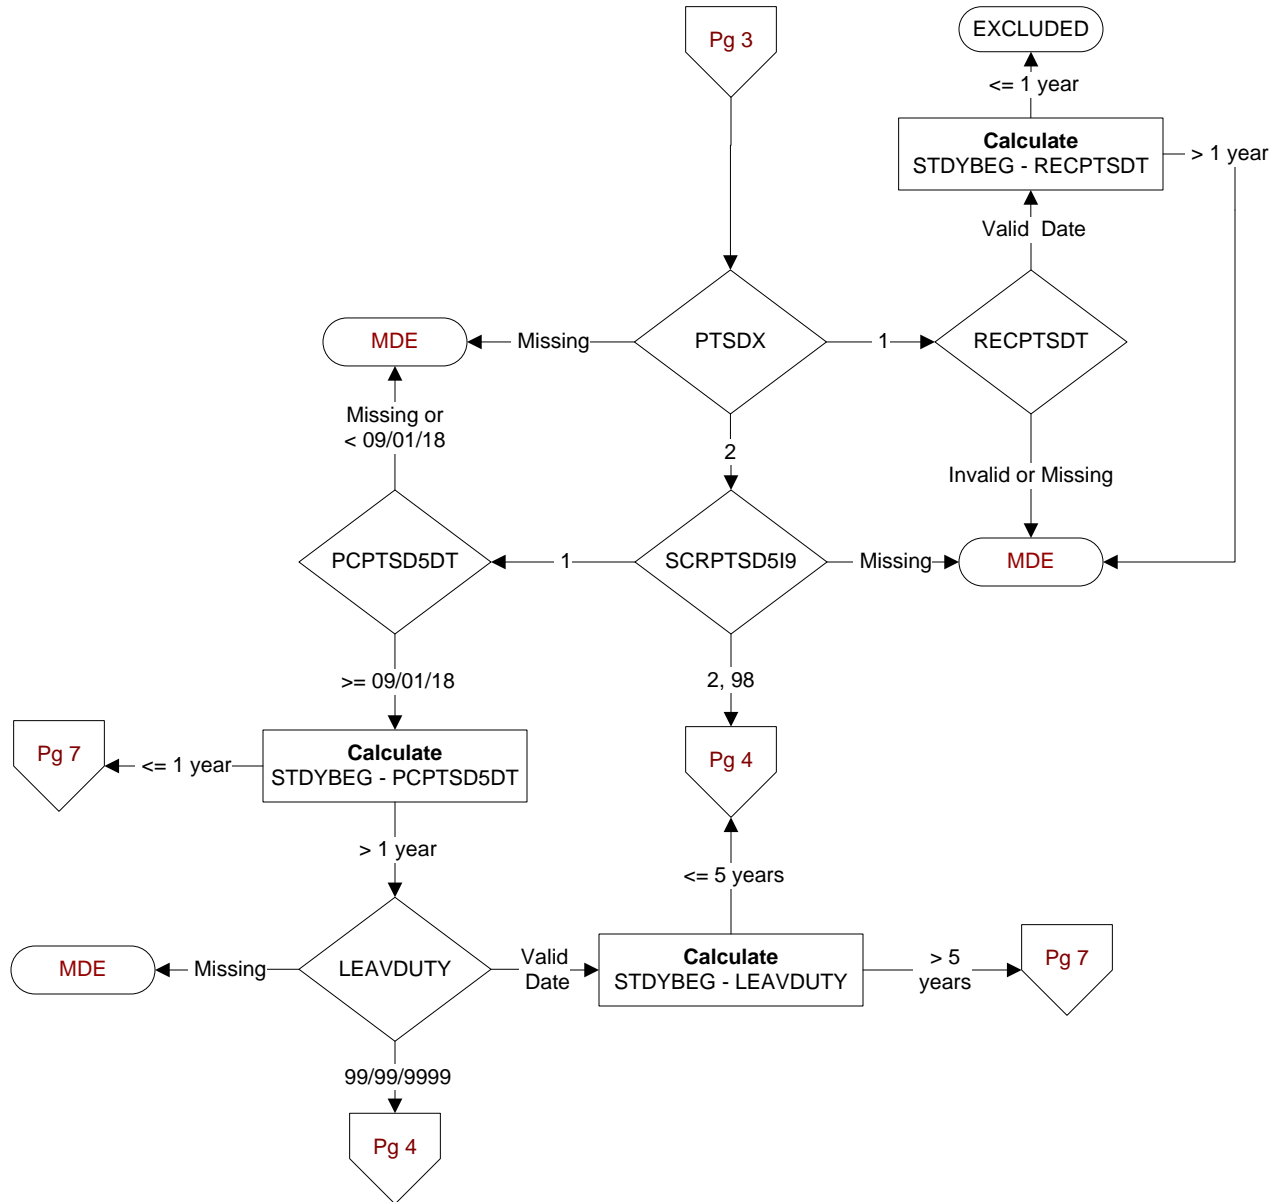 Pg 3
EXCLUDED
<= 1 year
Calculate
STDYBEG - RECPTSDT
> 1 year
Valid Date
MDE
Missing
PTSDX
1
RECPTSDT
Missing or
< 09/01/18
2
Invalid or Missing
PCPTSD5DT
1
SCRPTSD5I9
Missing
MDE
>= 09/01/18
2, 98
Pg 7
<= 1 year
Calculate
STDYBEG - PCPTSD5DT
Pg 4
> 1 year
<= 5 years
MDE
Missing
LEAVDUTY
Valid
Date
Calculate
STDYBEG - LEAVDUTY
> 5
years
Pg 7
99/99/9999
Pg 4